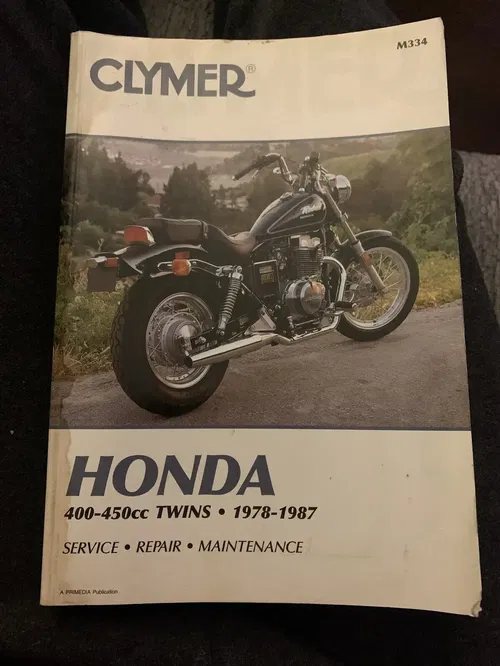 M334
CLYMER®
HONDA
400-450cc TWINS • 1978-1987
SERVICE • REPAIR • MAINTENANCE
A PRIMEDIA Publication